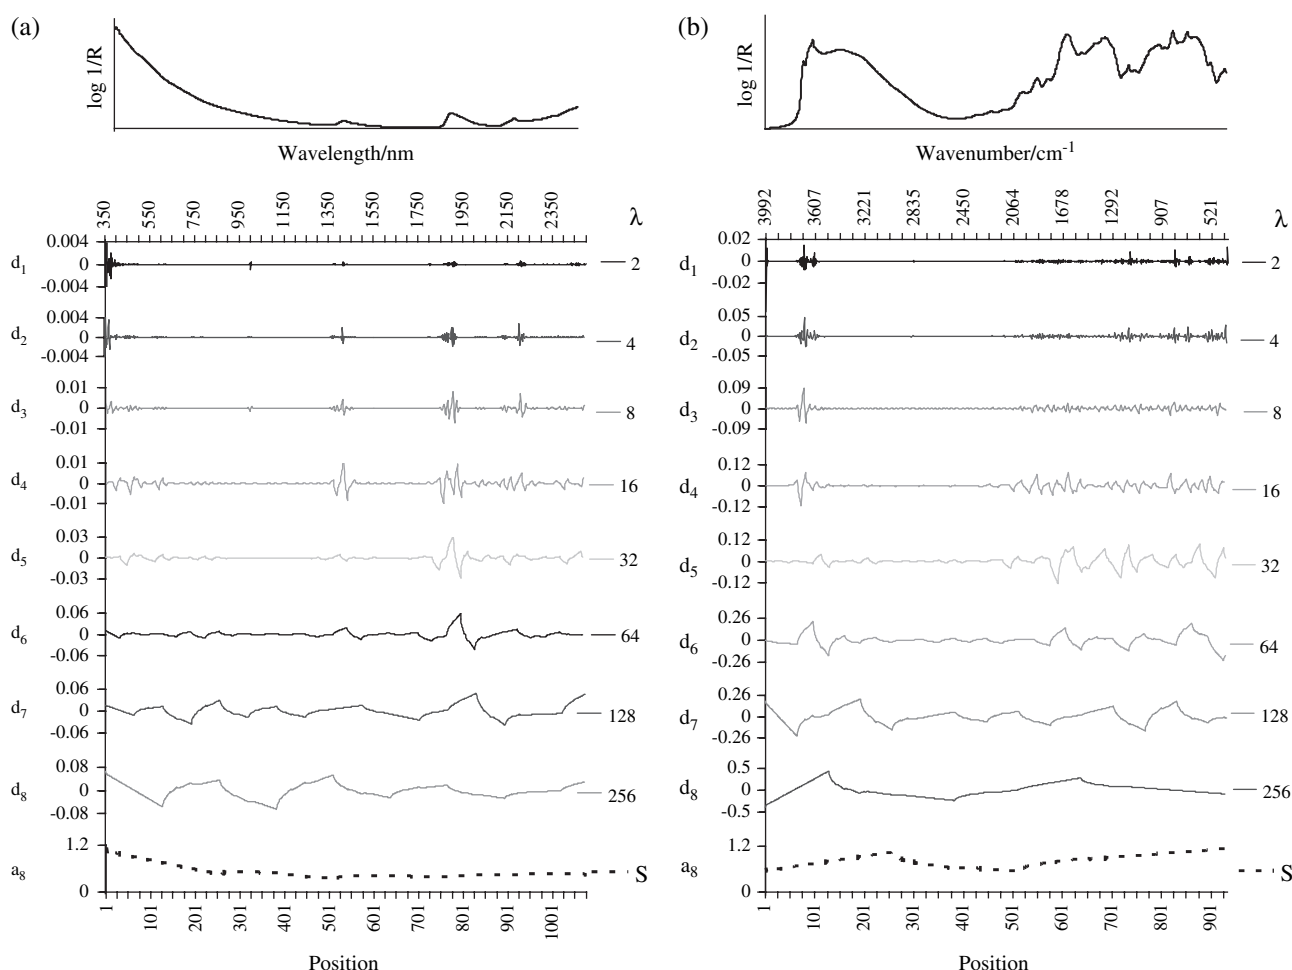 (a)
log 1/R
Wavelength/nm
350 550 750 950 1150 1350 1550 1750 1950 2150 2350
λ
0.004
d1 0 2
-0.004
0.004
d2 0 4
-0.004
0.01
d3 0 8
-0.01
0.01
d4 0 16
-0.01
0.03
d5 0 32
-0.03
0.06
d6 0 64
-0.06
0.06
d7 0 128
-0.06
0.08
d8 0 256
-0.08
1.2
a8 S
0
1 101 201 301 401 501 601 701 801 901 1001
Position
(b)
log 1/R
Wavenumber/cm-1
3992 3607 3221 2835 2450 2064 1678 1292 907 521
λ
0.02
d1 0 2
-0.02
0.05
d2 0 4
-0.05
0.09
d3 0 8
-0.09
0.12
d4 0 16
-0.12
0.12
d5 0 32
-0.12
0.26
d6 0 64
-0.26
0.26
d7 0 128
-0.26
0.5
d8 0 256
-0.5
1.2
a8 S
0
1 101 201 301 401 501 601 701 801 901
Position